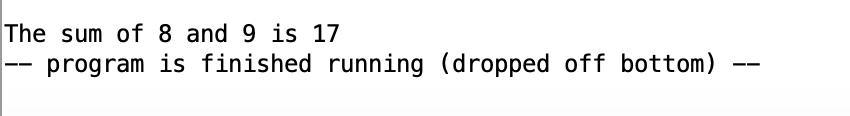 The sum of 8 and 9 is 17
-- program is finished running (dropped off bottom) --